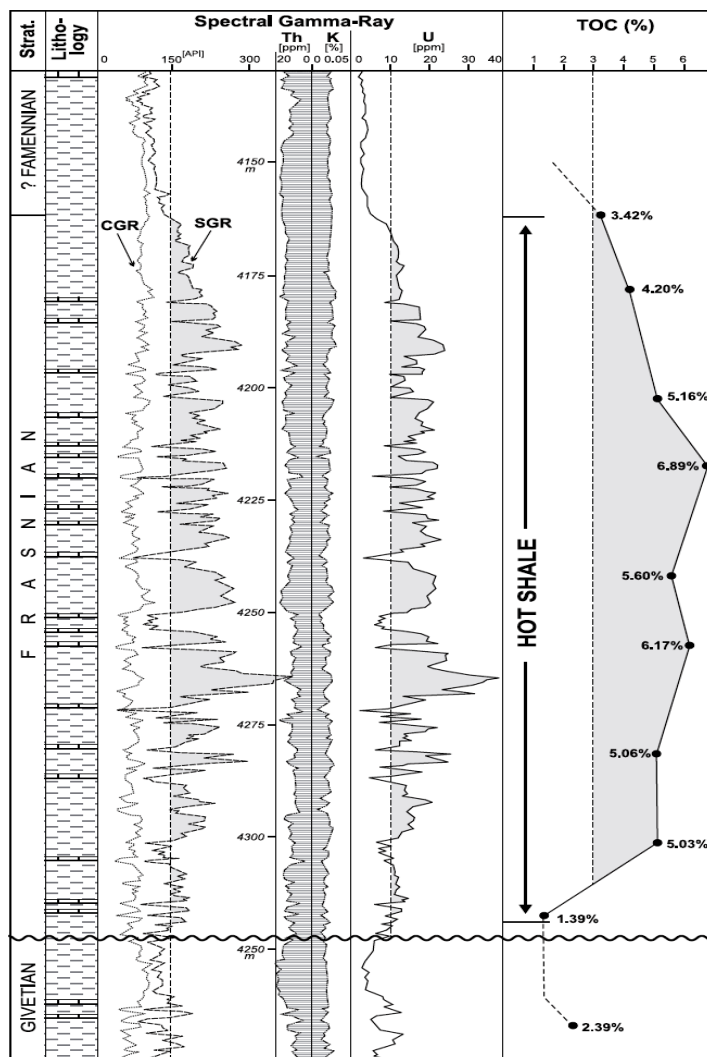 Strat.
Litho-
logy
Spectral Gamma-Ray
[API]
0 150 300
Th
[ppm]
20 0
K
[%]
0 0.05
U
[ppm]
0 10 20 30 40
TOC (%)
1 2 3 4 5 6
? FAMENNIAN
4150
m
CGR
SGR
3.42%
4175
4.20%
4200
5.16%
6.89%
FRASNIAN
4225
HOT SHALE
5.60%
4250
6.17%
4275
5.06%
4300
5.03%
1.39%
GIVETIAN
4250
m
2.39%